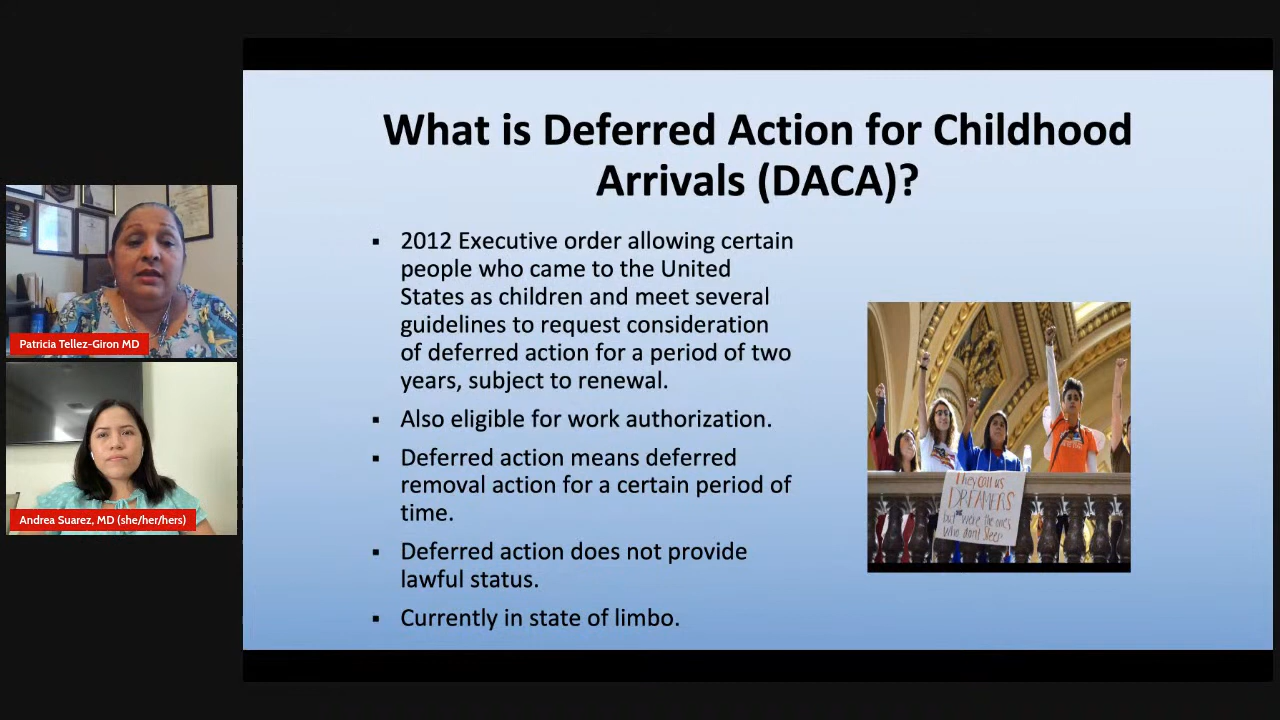 What is Deferred Action for Childhood
Arrivals (DACA)?
▪ 2012 Executive order allowing certain
people who came to the United
States as children and meet several
guidelines to request consideration
of deferred action for a period of two
years, subject to renewal.
▪ Also eligible for work authorization.
▪ Deferred action means deferred
removal action for a certain period of
time.
▪ Deferred action does not provide
lawful status.
▪ Currently in state of limbo.
They call us
DREAMERS
but we're the ones
who don't sleep
Patricia Tellez-Giron MD
Andrea Suarez, MD (she/her/hers)